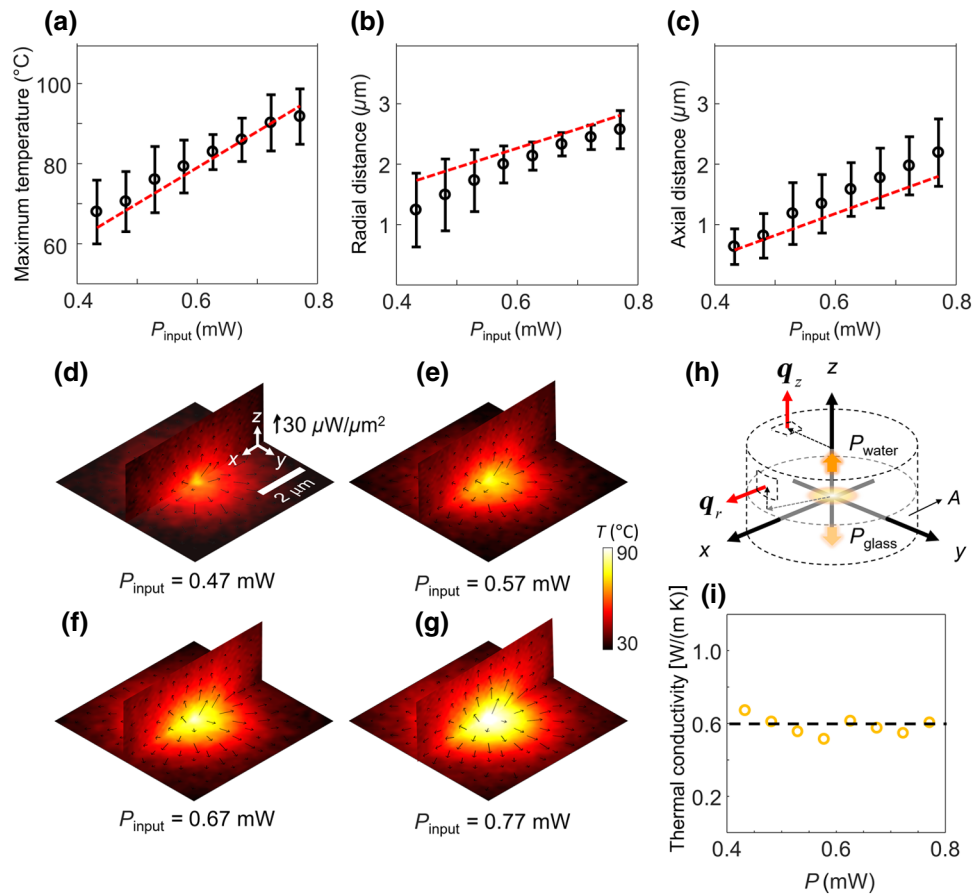 (a)
Maximum temperature (°C)
100
80
60
0.4
0.6
0.8
P_input (mW)
(b)
Radial distance (µm)
3
2
1
0.4
0.6
0.8
P_input (mW)
(c)
Axial distance (µm)
3
2
1
0.4
0.6
0.8
P_input (mW)
(d)
z
x
y
30 µW/µm²
2 µm
P_input = 0.47 mW
(e)
P_input = 0.57 mW
T (°C)
90
30
(f)
P_input = 0.67 mW
(g)
P_input = 0.77 mW
(h)
q_z
z
P_water
q_r
A
P_glass
x
y
(i)
Thermal conductivity [W/(m K)]
1.0
0.6
0.2
0.4
0.6
0.8
P (mW)